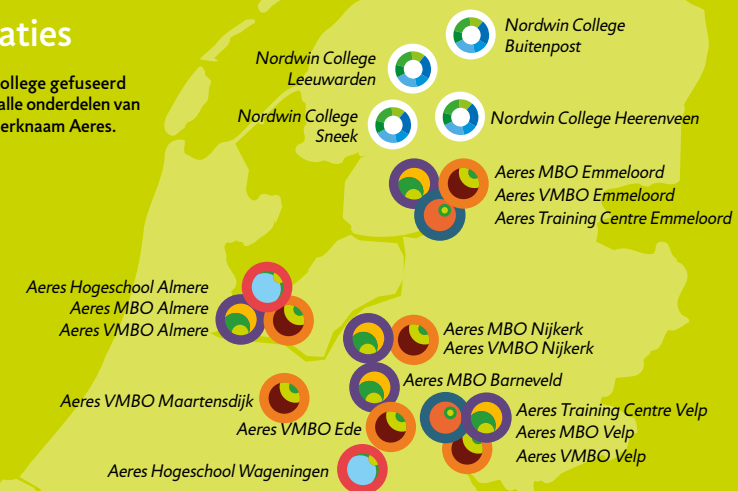 aties
ollege gefuseerd
alle onderdelen van
erknaam Aeres.
Nordwin College
Buitenpost
Nordwin College
Leeuwarden
Nordwin College
Sneek
Nordwin College Heerenveen
Aeres MBO Emmeloord
Aeres VMBO Emmeloord
Aeres Training Centre Emmeloord
Aeres Hogeschool Almere
Aeres MBO Almere
Aeres VMBO Almere
Aeres MBO Nijkerk
Aeres VMBO Nijkerk
Aeres MBO Barneveld
Aeres VMBO Maartensdijk
Aeres VMBO Ede
Aeres Training Centre Velp
Aeres MBO Velp
Aeres VMBO Velp
Aeres Hogeschool Wageningen